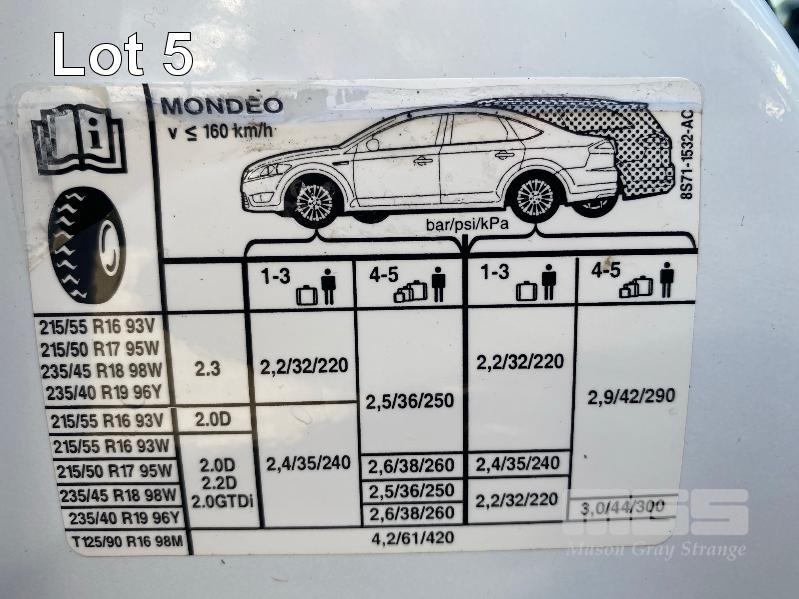 Lot 5
MONDEO
v ≤ 160 km/h
8S71-1532-AC
bar/psi/kPa
1-3 4-5 1-3 4-5
215/55 R16 93V
215/50 R17 95W
235/45 R18 98W
235/40 R19 96Y
2.3
2,2/32/220
2,5/36/250
2,2/32/220
2,9/42/290
215/55 R16 93V 2.0D
215/55 R16 93W
215/50 R17 95W
235/45 R18 98W
235/40 R19 96Y
2.0D
2.2D
2.0GTDi
2,4/35/240
2,6/38/260 2,4/35/240
2,5/36/250
2,6/38/260
2,2/32/220
3,0/44/300
T125/90 R16 98M 4,2/61/420
MGS
Mason Gray Strange